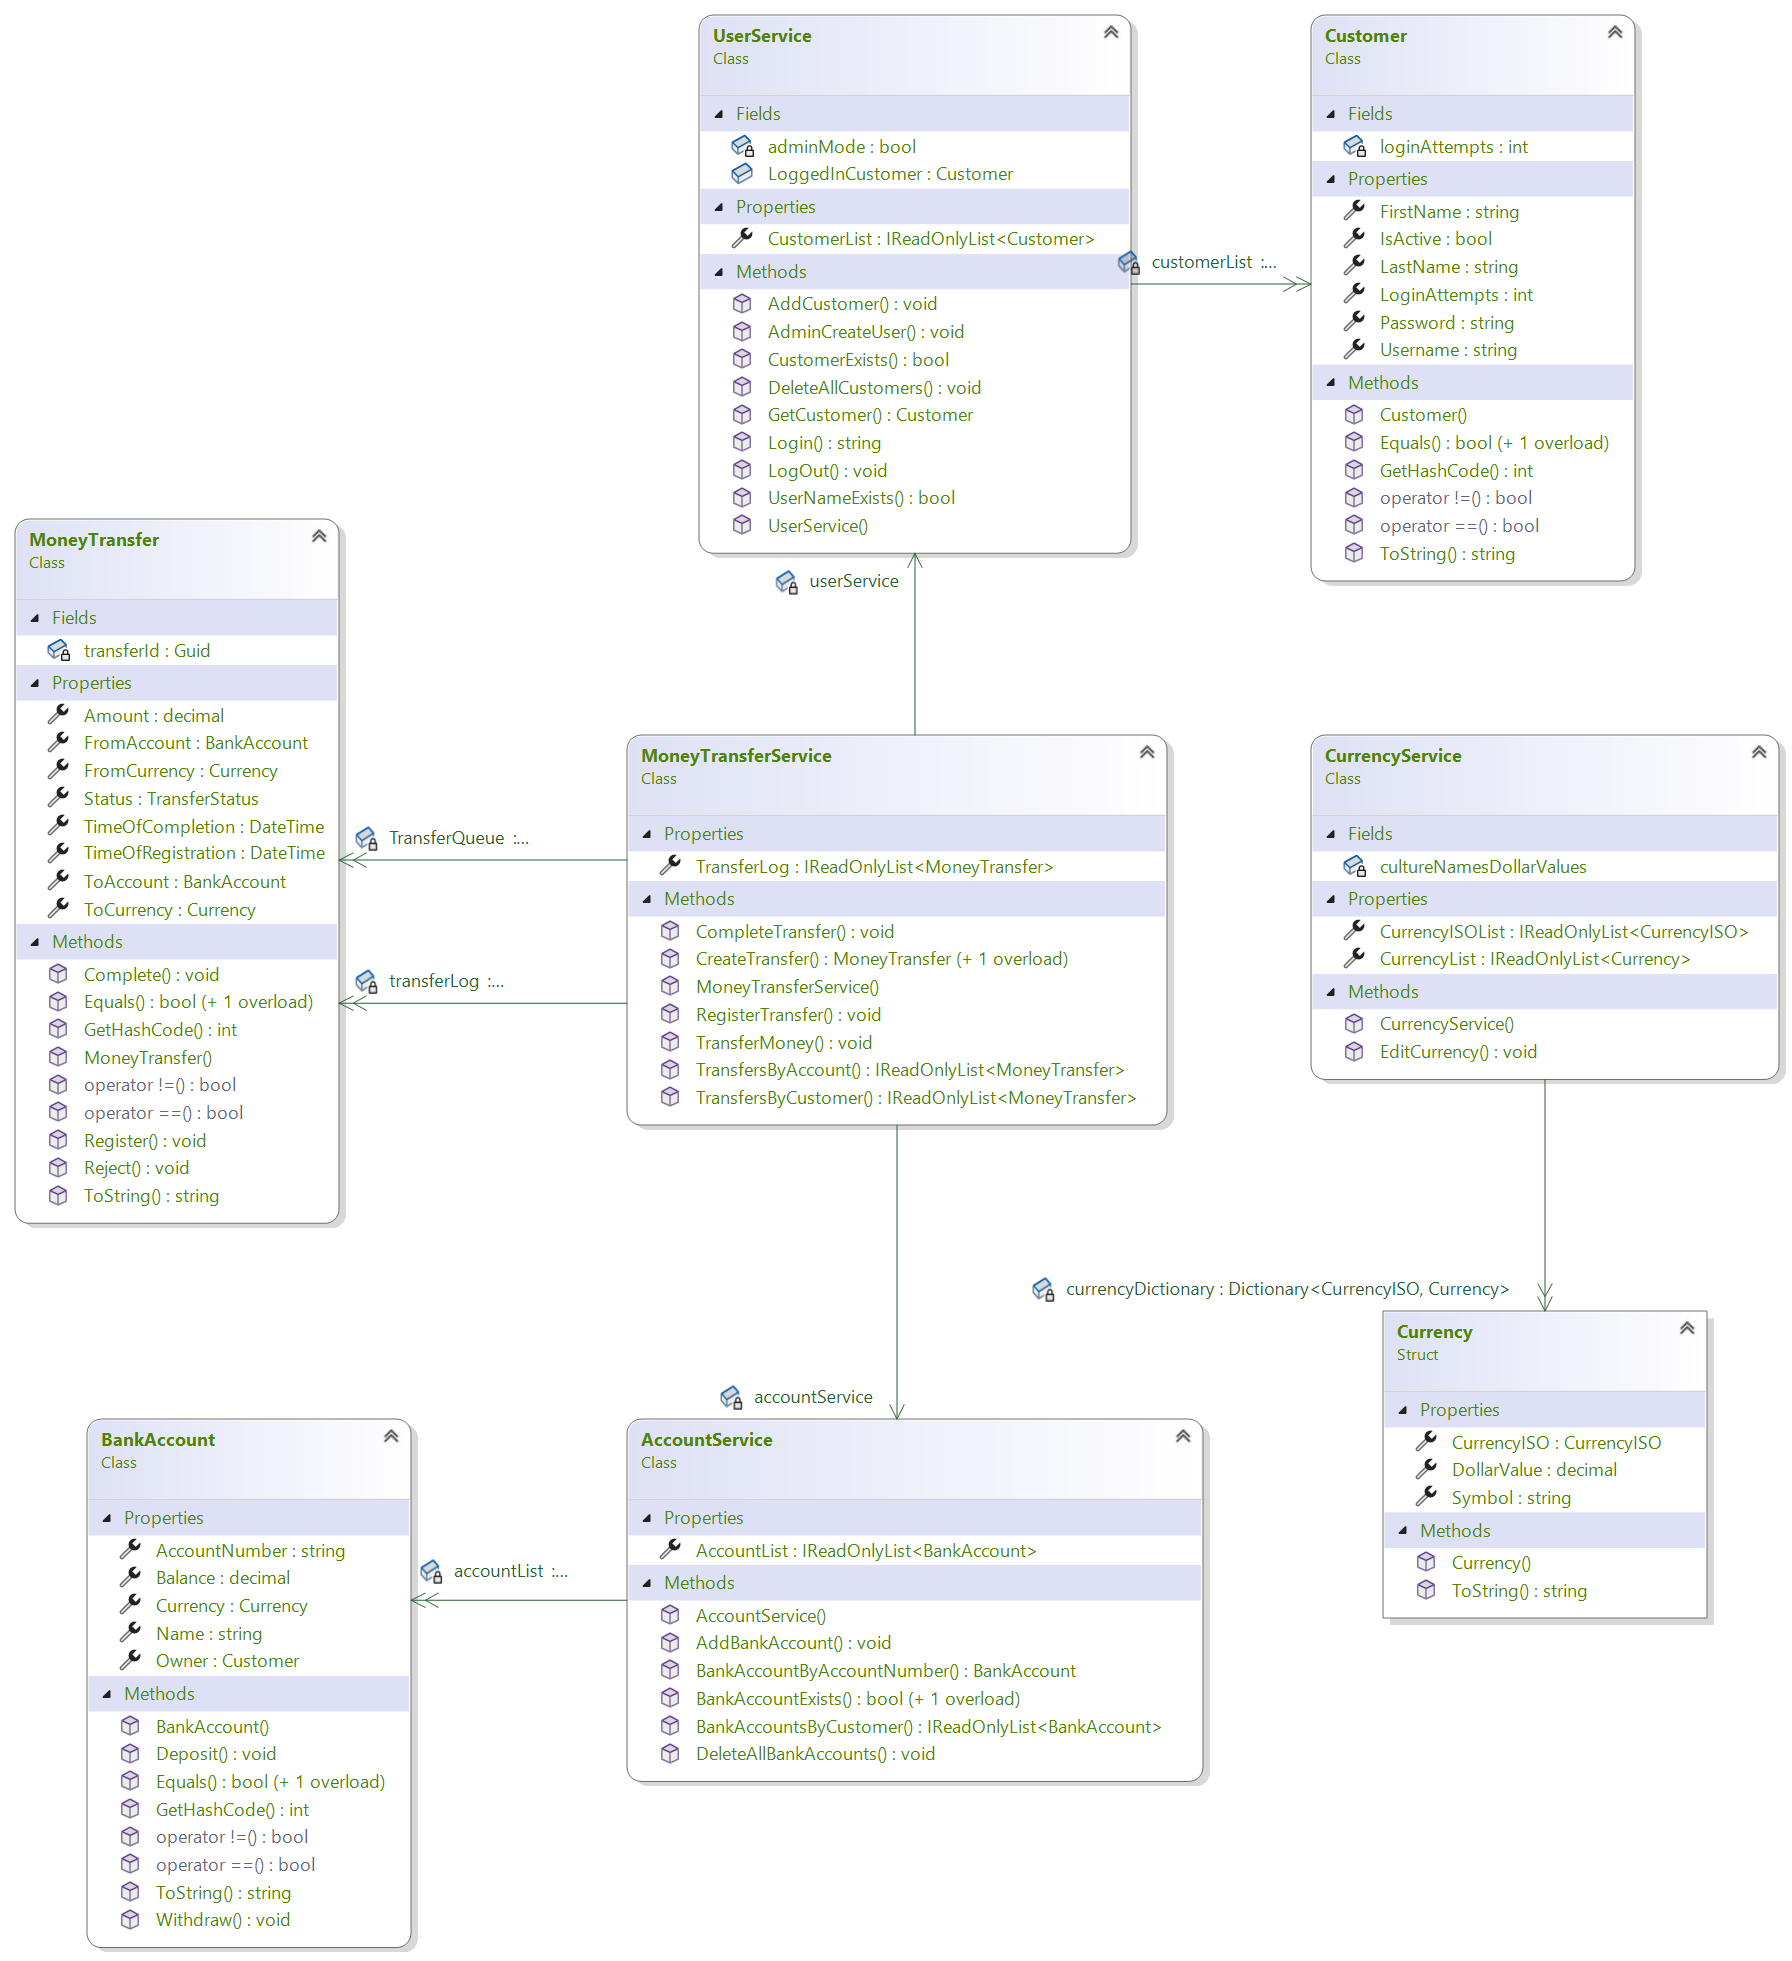 UserService
Class
Fields
adminMode : bool
LoggedInCustomer : Customer
Properties
CustomerList : IReadOnlyList<Customer>
Methods
AddCustomer() : void
AdminCreateUser() : void
CustomerExists() : bool
DeleteAllCustomers() : void
GetCustomer() : Customer
Login() : string
LogOut() : void
UserNameExists() : bool
UserService()
customerList :...
Customer
Class
Fields
loginAttempts : int
Properties
FirstName : string
IsActive : bool
LastName : string
LoginAttempts : int
Password : string
Username : string
Methods
Customer()
Equals() : bool (+ 1 overload)
GetHashCode() : int
operator !=() : bool
operator ==() : bool
ToString() : string
userService
MoneyTransfer
Class
Fields
transferId : Guid
Properties
Amount : decimal
FromAccount : BankAccount
FromCurrency : Currency
Status : TransferStatus
TimeOfCompletion : DateTime
TimeOfRegistration : DateTime
ToAccount : BankAccount
ToCurrency : Currency
Methods
Complete() : void
Equals() : bool (+ 1 overload)
GetHashCode() : int
MoneyTransfer()
operator !=() : bool
operator ==() : bool
Register() : void
Reject() : void
ToString() : string
TransferQueue :...
transferLog :...
MoneyTransferService
Class
Properties
TransferLog : IReadOnlyList<MoneyTransfer>
Methods
CompleteTransfer() : void
CreateTransfer() : MoneyTransfer (+ 1 overload)
MoneyTransferService()
RegisterTransfer() : void
TransferMoney() : void
TransfersByAccount() : IReadOnlyList<MoneyTransfer>
TransfersByCustomer() : IReadOnlyList<MoneyTransfer>
CurrencyService
Class
Fields
cultureNamesDollarValues
Properties
CurrencyISOList : IReadOnlyList<CurrencyISO>
CurrencyList : IReadOnlyList<Currency>
Methods
CurrencyService()
EditCurrency() : void
currencyDictionary : Dictionary<CurrencyISO, Currency>
Currency
Struct
Properties
CurrencyISO : CurrencyISO
DollarValue : decimal
Symbol : string
Methods
Currency()
ToString() : string
accountService
BankAccount
Class
Properties
AccountNumber : string
Balance : decimal
Currency : Currency
Name : string
Owner : Customer
Methods
BankAccount()
Deposit() : void
Equals() : bool (+ 1 overload)
GetHashCode() : int
operator !=() : bool
operator ==() : bool
ToString() : string
Withdraw() : void
accountList :...
AccountService
Class
Properties
AccountList : IReadOnlyList<BankAccount>
Methods
AccountService()
AddBankAccount() : void
BankAccountByAccountNumber() : BankAccount
BankAccountExists() : bool (+ 1 overload)
BankAccountsByCustomer() : IReadOnlyList<BankAccount>
DeleteAllBankAccounts() : void